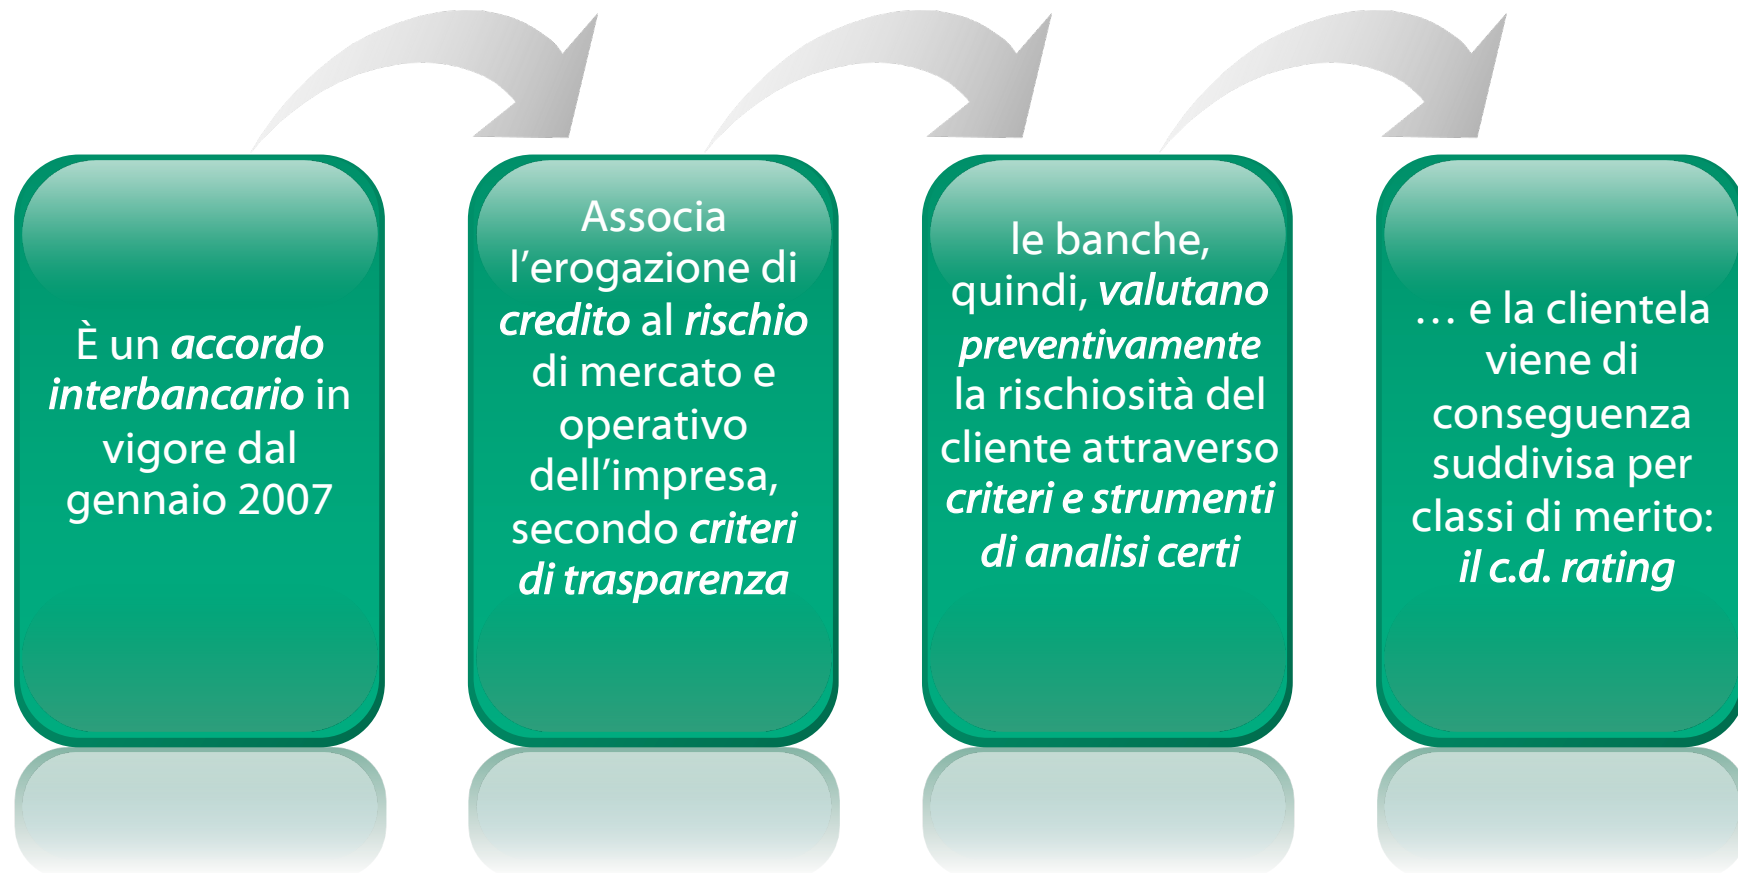 È un accordo
interbancario in
vigore dal
gennaio 2007
Associa
l’erogazione di
credito al rischio
di mercato e
operativo
dell’impresa,
secondo criteri
di trasparenza
le banche,
quindi, valutano
preventivamente
la rischiosità del
cliente attraverso
criteri e strumenti
di analisi certi
… e la clientela
viene di
conseguenza
suddivisa per
classi di merito:
il c.d. rating